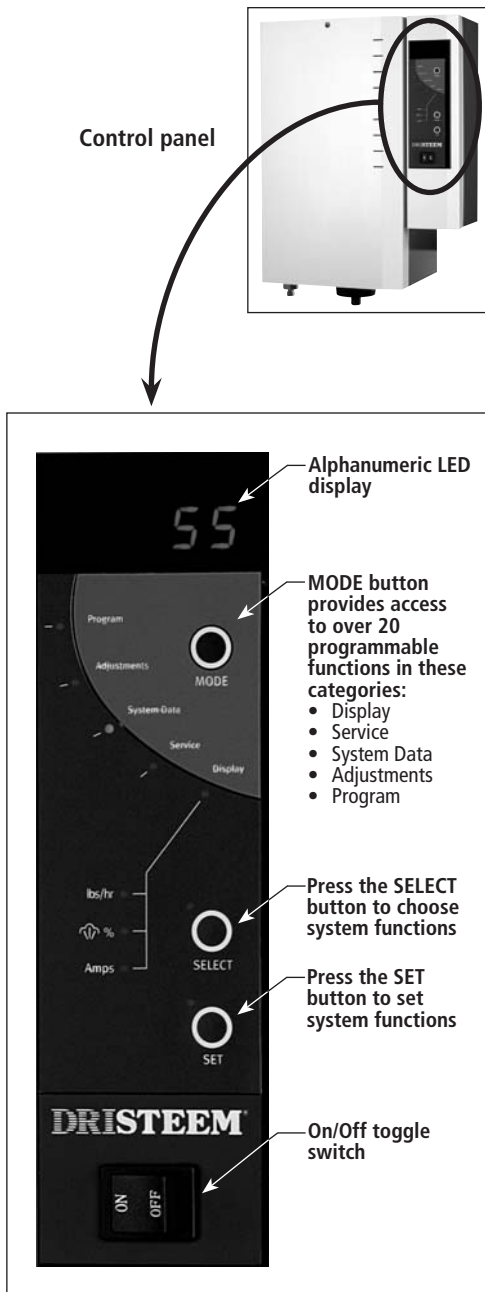 Control panel
DRISTEEM
Alphanumeric LED
display
55
MODE button
provides access
to over 20
programmable
functions in these
categories:
• Display
• Service
• System Data
• Adjustments
• Program
Program
Adjustments
System Data
Service
Display
MODE
lbs/hr
%
Amps
SELECT
Press the SELECT
button to choose
system functions
SET
Press the SET
button to set
system functions
DRISTEEM®
ON
OFF
On/Off toggle
switch